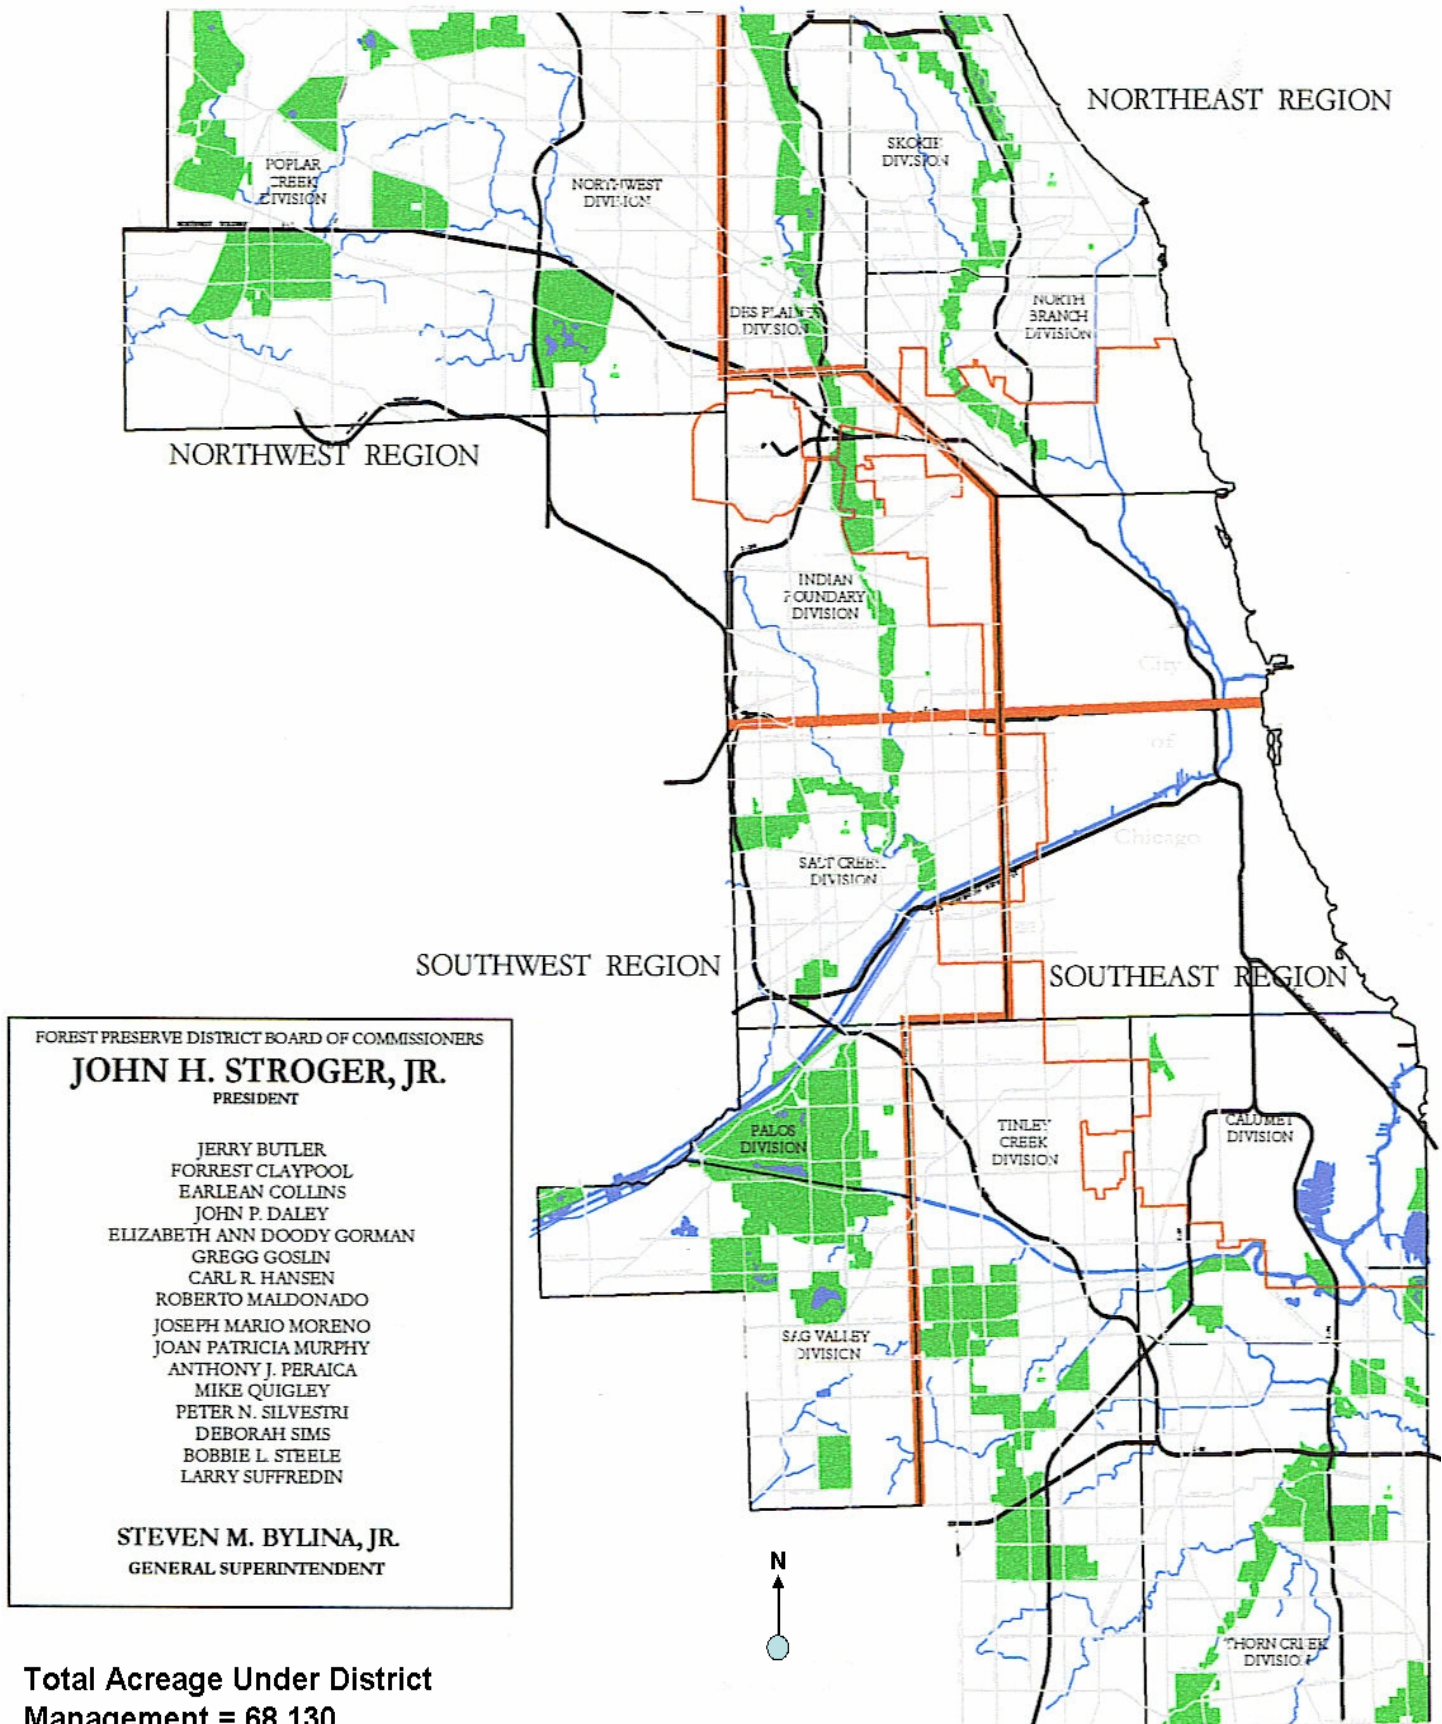 NORTHEAST REGION
SKOKIE
DIVISION
POPLAR
CREEK
DIVISION
NORTHWEST
DIVISION
DES PLAINES
DIVISION
NORTH
BRANCH
DIVISION
NORTHWEST REGION
INDIAN
BOUNDARY
DIVISION
City
of
Chicago
SALT CREEK
DIVISION
SOUTHWEST REGION
SOUTHEAST REGION
PALOS
DIVISION
TINLEY
CREEK
DIVISION
CALUMET
DIVISION
SAG VALLEY
DIVISION
THORN CREEK
DIVISION
FOREST PRESERVE DISTRICT BOARD OF COMMISSIONERS
JOHN H. STROGER, JR.
PRESIDENT
JERRY BUTLER
FORREST CLAYPOOL
EARLEAN COLLINS
JOHN P. DALEY
ELIZABETH ANN DOODY GORMAN
GREGG GOSLIN
CARL R. HANSEN
ROBERTO MALDONADO
JOSEPH MARIO MORENO
JOAN PATRICIA MURPHY
ANTHONY J. PERAICA
MIKE QUIGLEY
PETER N. SILVESTRI
DEBORAH SIMS
BOBBIE L. STEELE
LARRY SUFFREDIN
STEVEN M. BYLINA, JR.
GENERAL SUPERINTENDENT
N
Total Acreage Under District
Management = 68,130